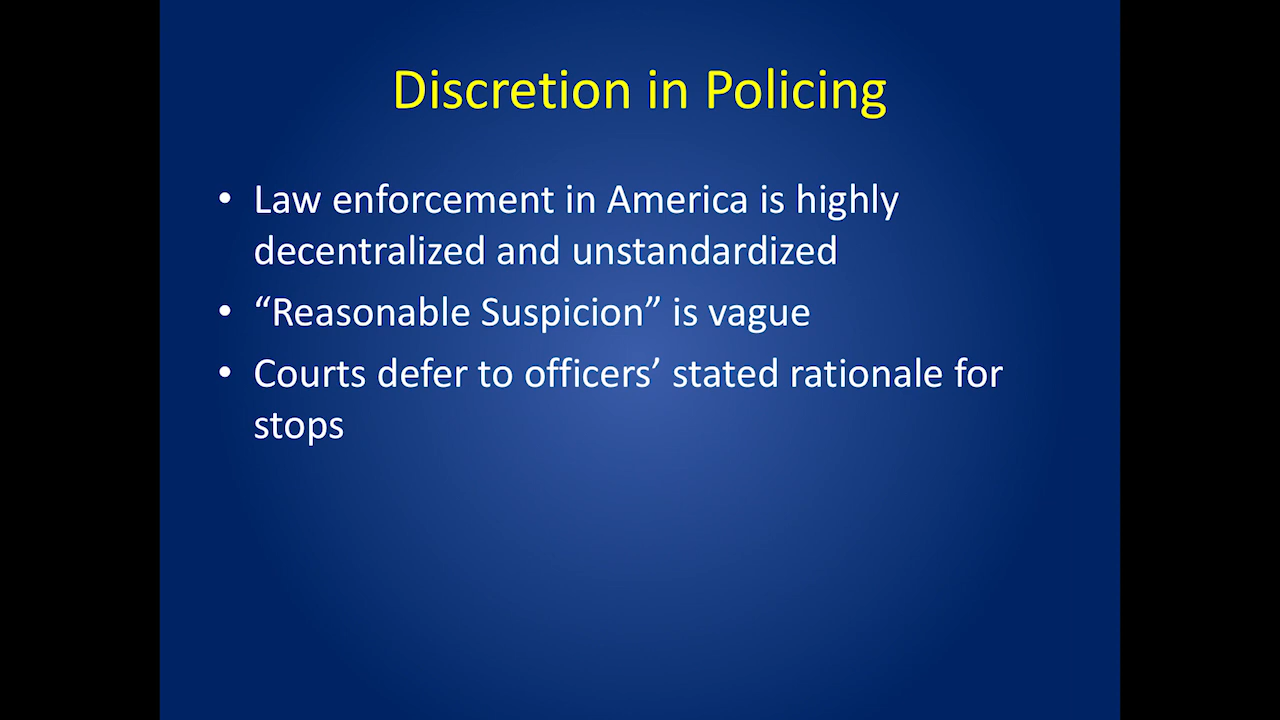 Discretion in Policing
• Law enforcement in America is highly
decentralized and unstandardized
• “Reasonable Suspicion” is vague
• Courts defer to officers’ stated rationale for
stops